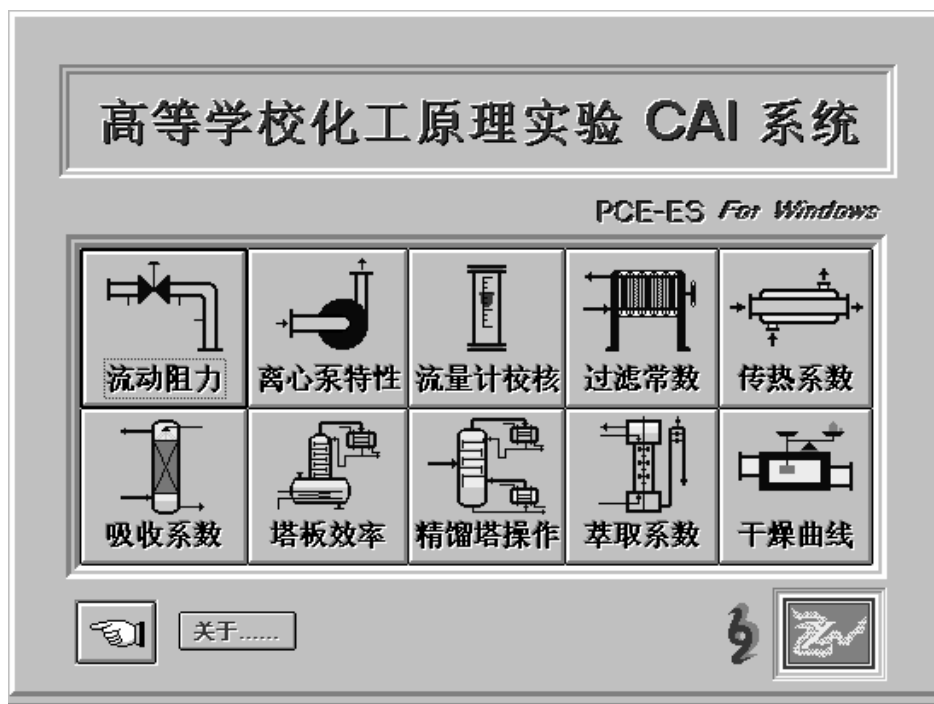 高等学校化工原理实验 CAI 系统
PCE-ES For Windows
流动阻力 离心泵特性 流量计校核 过滤常数 传热系数
吸收系数 塔板效率 精馏塔操作 萃取系数 干燥曲线
关于......